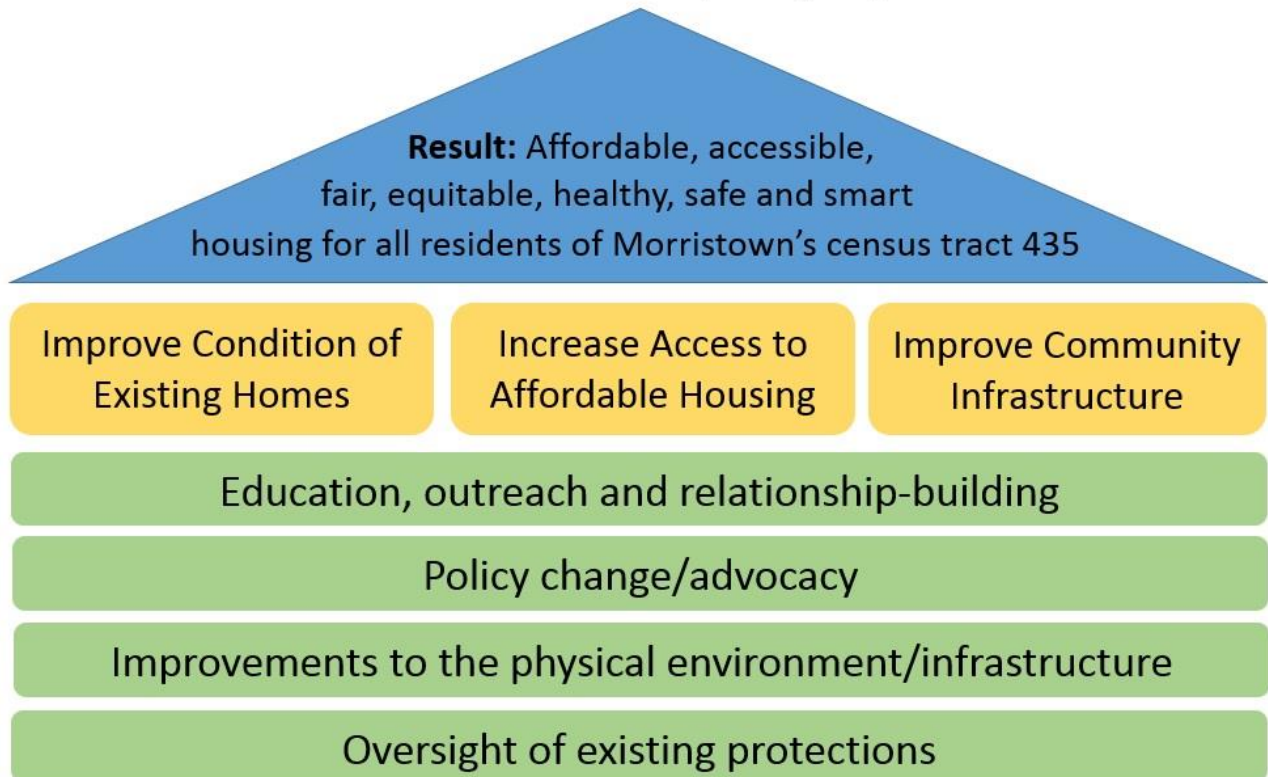 Result: Affordable, accessible,
fair, equitable, healthy, safe and smart
housing for all residents of Morristown’s census tract 435
Improve Condition of
Existing Homes
Increase Access to
Affordable Housing
Improve Community
Infrastructure
Education, outreach and relationship-building
Policy change/advocacy
Improvements to the physical environment/infrastructure
Oversight of existing protections